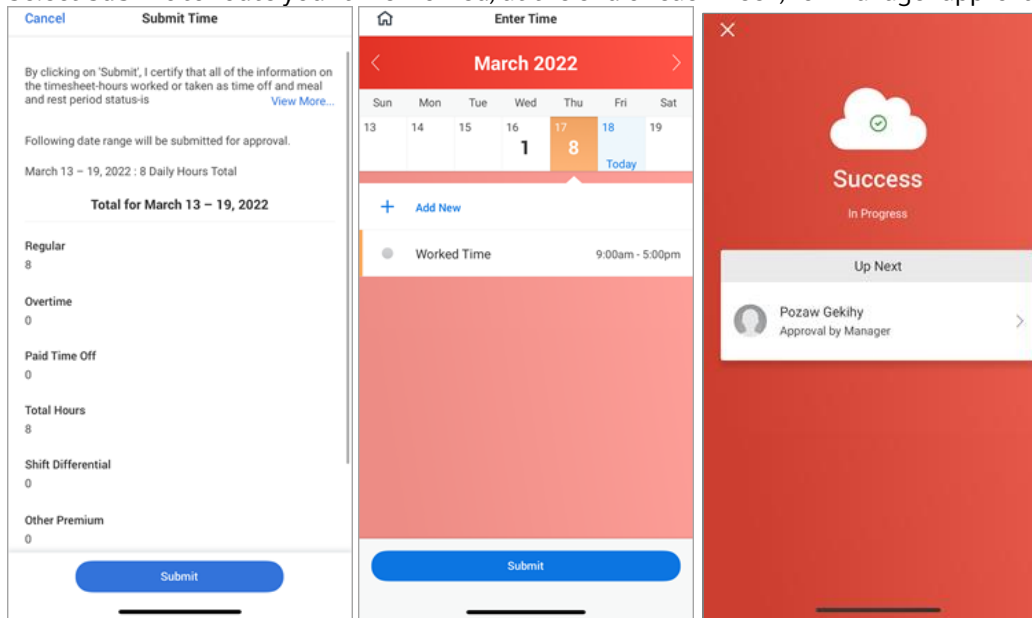 Cancel
Submit Time
By clicking on 'Submit', I certify that all of the information on
the timesheet-hours worked or taken as time off and meal
and rest period status-is
View More...
Following date range will be submitted for approval.
March 13 – 19, 2022 : 8 Daily Hours Total
Total for March 13 – 19, 2022
Regular
8
Overtime
0
Paid Time Off
0
Total Hours
8
Shift Differential
0
Other Premium
0
Submit
Enter Time
March 2022
Sun Mon Tue Wed Thu Fri Sat
13 14 15 16 17 18 19
1 8
Today
+ Add New
Worked Time 9:00am - 5:00pm
Submit
Success
In Progress
Up Next
Pozaw Gekihy
Approval by Manager